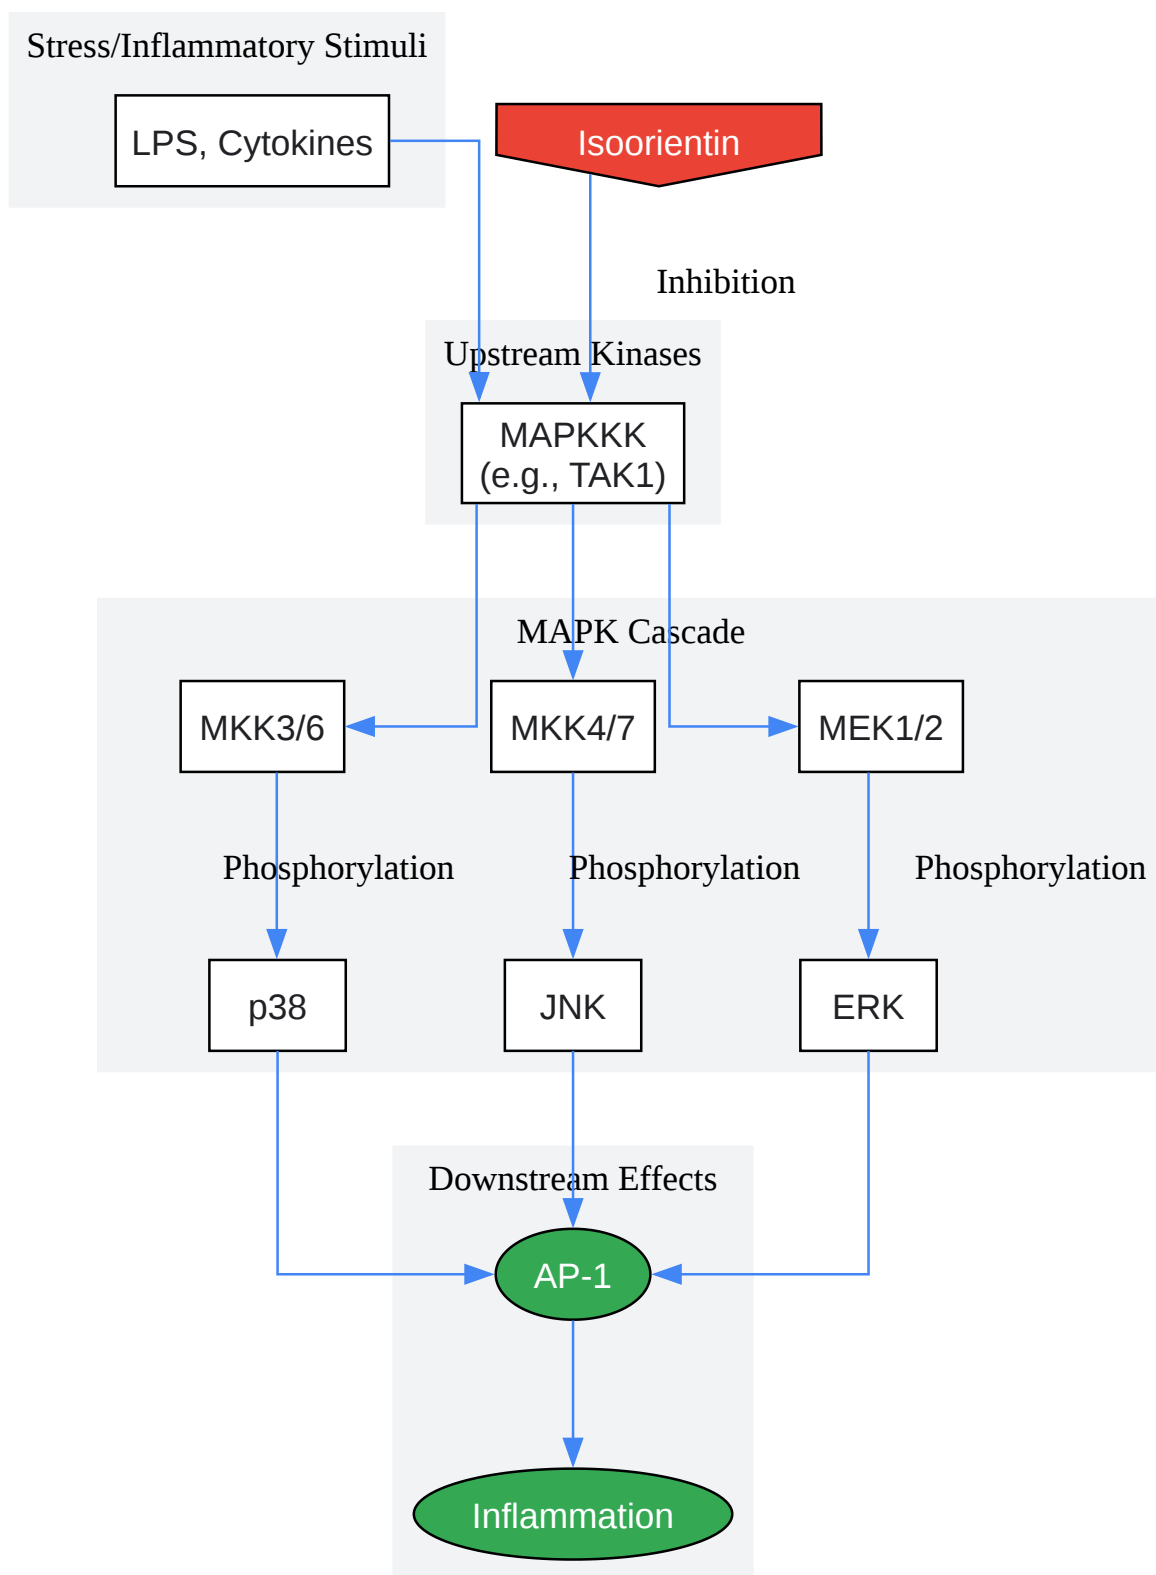 Stress/Inflammatory Stimuli
LPS, Cytokines
Isoorientin
Inhibition
Upstream Kinases
MAPKKK
(e.g., TAK1)
MAPK Cascade
MKK3/6
MKK4/7
MEK1/2
Phosphorylation
Phosphorylation
Phosphorylation
p38
JNK
ERK
Downstream Effects
AP-1
Inflammation